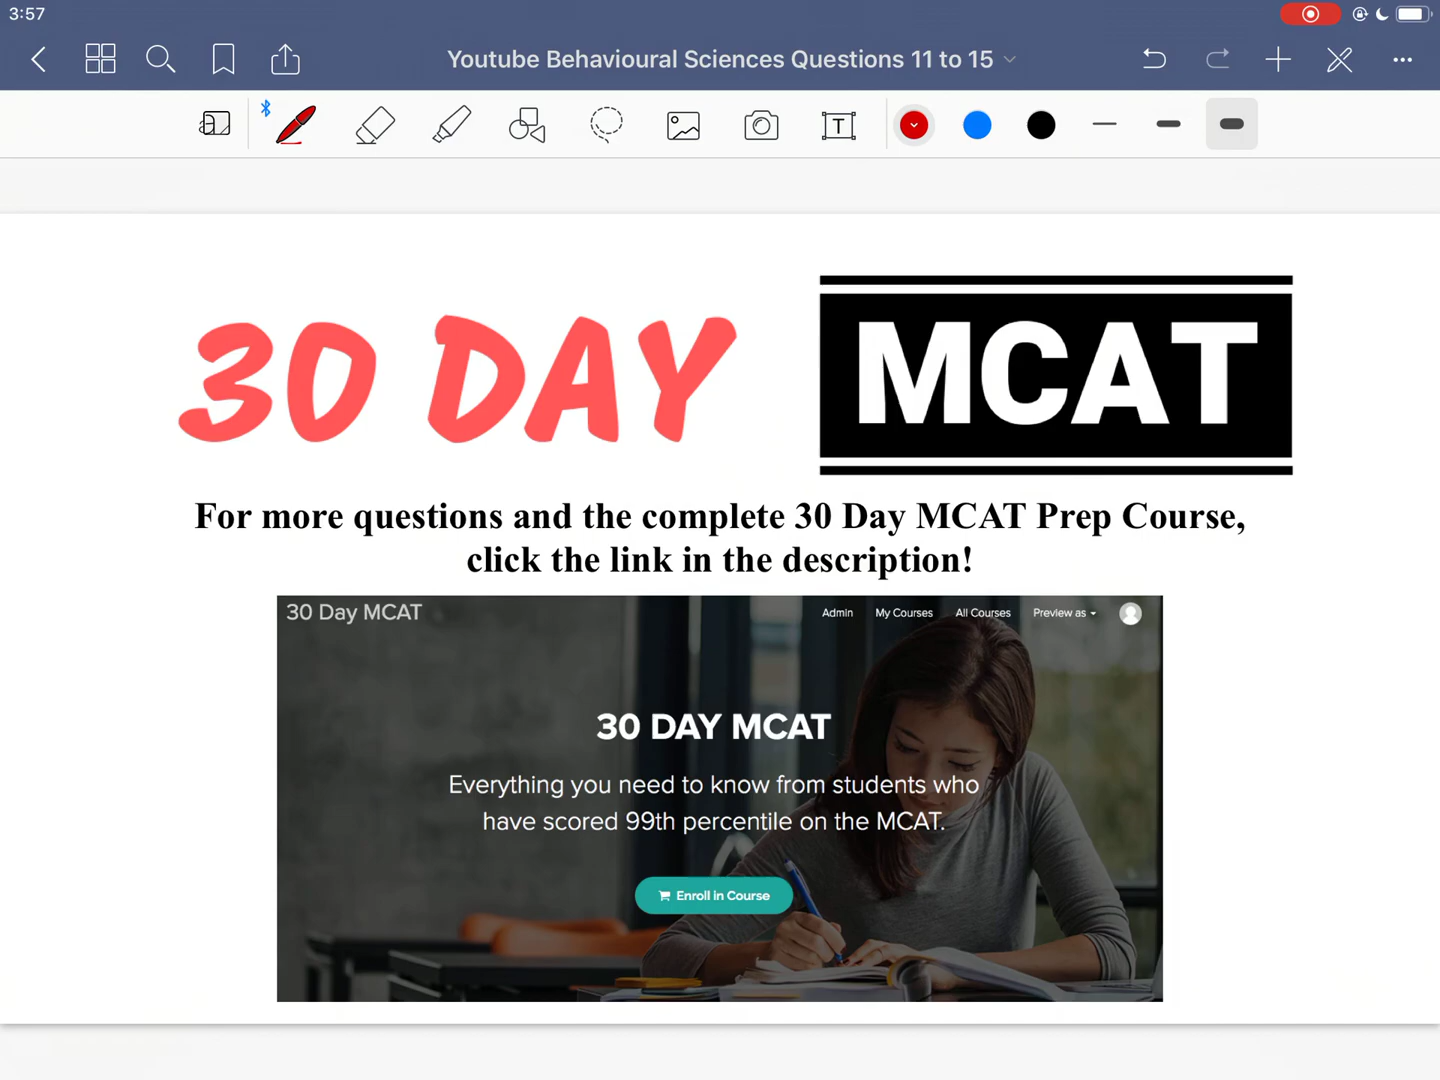 3:57
Youtube Behavioural Sciences Questions 11 to 15
T
30 DAY MCAT
For more questions and the complete 30 Day MCAT Prep Course,
click the link in the description!
30 Day MCAT Admin My Courses All Courses Preview as
30 DAY MCAT
Everything you need to know from students who
have scored 99th percentile on the MCAT.
Enroll in Course